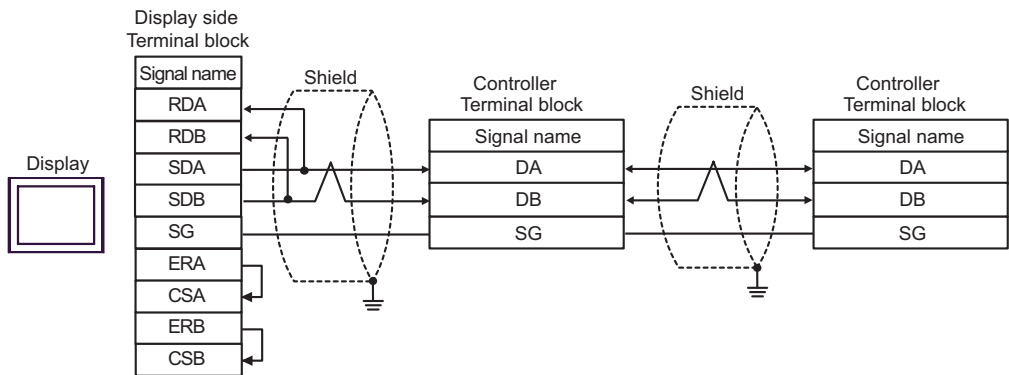 Display side
Terminal block
Signal name
RDA
RDB
SDA
SDB
SG
ERA
CSA
ERB
CSB
Display
Shield
Controller
Terminal block
Signal name
DA
DB
SG
Shield
Controller
Terminal block
Signal name
DA
DB
SG